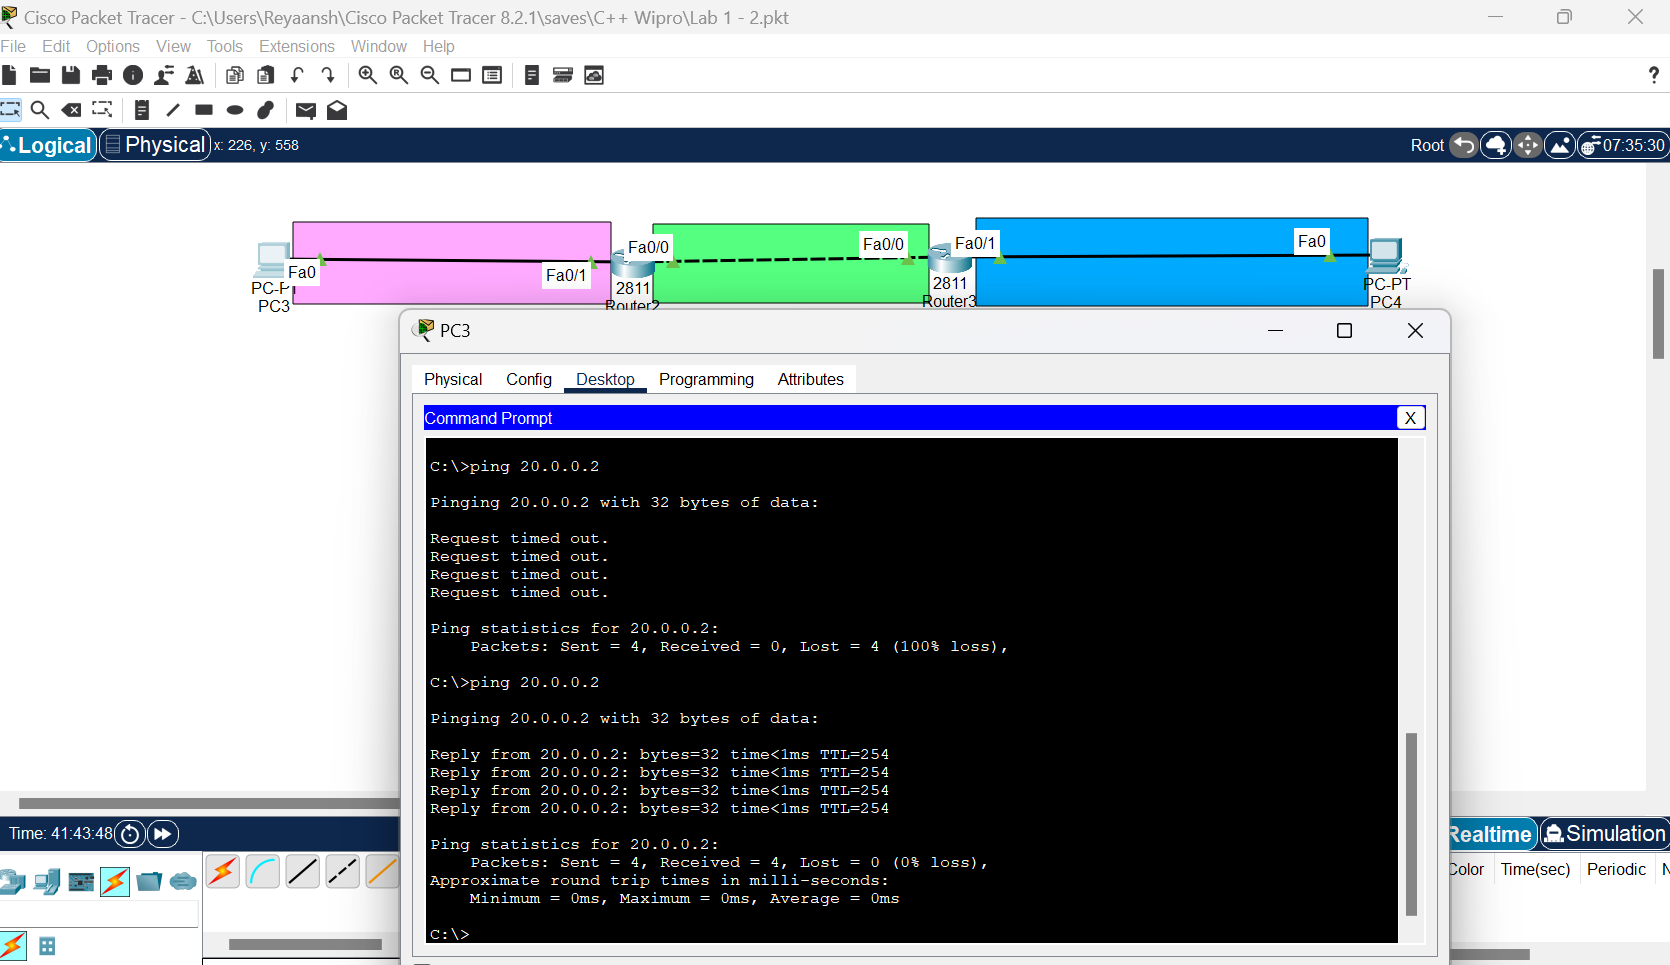 Cisco Packet Tracer - C:\Users\Reyaansh\Cisco Packet Tracer 8.2.1\saves\C++ Wipro\Lab 1 - 2.pkt
File Edit Options View Tools Extensions Window Help
?
Logical Physical x: 226, y: 558 Root 07:35:30
Fa0 Fa0/1 Fa0/0 Fa0/0 Fa0/1 Fa0
PC-P
PC3
2811
Router2
2811
Router3
PC-PT
PC4
PC3
Physical Config Desktop Programming Attributes
Command Prompt X
C:\>ping 20.0.0.2
Pinging 20.0.0.2 with 32 bytes of data:
Request timed out.
Request timed out.
Request timed out.
Request timed out.
Ping statistics for 20.0.0.2:
Packets: Sent = 4, Received = 0, Lost = 4 (100% loss),
C:\>ping 20.0.0.2
Pinging 20.0.0.2 with 32 bytes of data:
Reply from 20.0.0.2: bytes=32 time<1ms TTL=254
Reply from 20.0.0.2: bytes=32 time<1ms TTL=254
Reply from 20.0.0.2: bytes=32 time<1ms TTL=254
Reply from 20.0.0.2: bytes=32 time<1ms TTL=254
Ping statistics for 20.0.0.2:
Packets: Sent = 4, Received = 4, Lost = 0 (0% loss),
Approximate round trip times in milli-seconds:
Minimum = 0ms, Maximum = 0ms, Average = 0ms
C:\>
Time: 41:43:48
Realtime Simulation
Color Time(sec) Periodic N